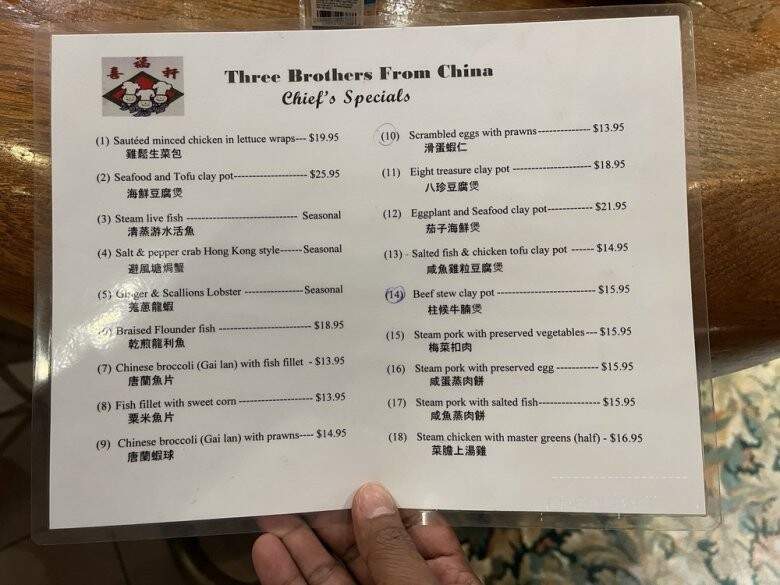 喜福軒
Three Brothers From China
Chief's Specials
(1) Sautéed minced chicken in lettuce wraps--- $19.95
雞鬆生菜包
(2) Seafood and Tofu clay pot----------------- $25.95
海鮮豆腐煲
(3) Steam live fish -------------------------- Seasonal
清蒸游水活魚
(4) Salt & pepper crab Hong Kong style------Seasonal
避風塘焗蟹
(5) Ginger & Scallions Lobster ----------------Seasonal
羗蔥龍蝦
Braised Flounder fish ---------------------------- $18.95
乾煎龍利魚
(7) Chinese broccoli (Gai lan) with fish fillet - $13.95
唐蘭魚片
(8) Fish fillet with sweet corn ----------------- $13.95
粟米魚片
(9) Chinese broccoli (Gai lan) with prawns---- $14.95
唐蘭蝦球
(10) Scrambled eggs with prawns--------------- $13.95
滑蛋蝦仁
(11) Eight treasure clay pot -------------------- $18.95
八珍豆腐煲
(12) Eggplant and Seafood clay pot------------ $21.95
茄子海鮮煲
(13) - Salted fish & chicken tofu clay pot ------ $14.95
咸魚雞粒豆腐煲
(14) Beef stew clay pot ------------------------- $15.95
柱候牛腩煲
(15) Steam pork with preserved vegetables--- $15.95
梅菜扣肉
(16) Steam pork with preserved egg ----------- $15.95
咸蛋蒸肉餅
(17) Steam pork with salted fish---------------- $15.95
咸魚蒸肉餅
(18) Steam chicken with master greens (half) - $16.95
菜膽上湯雞